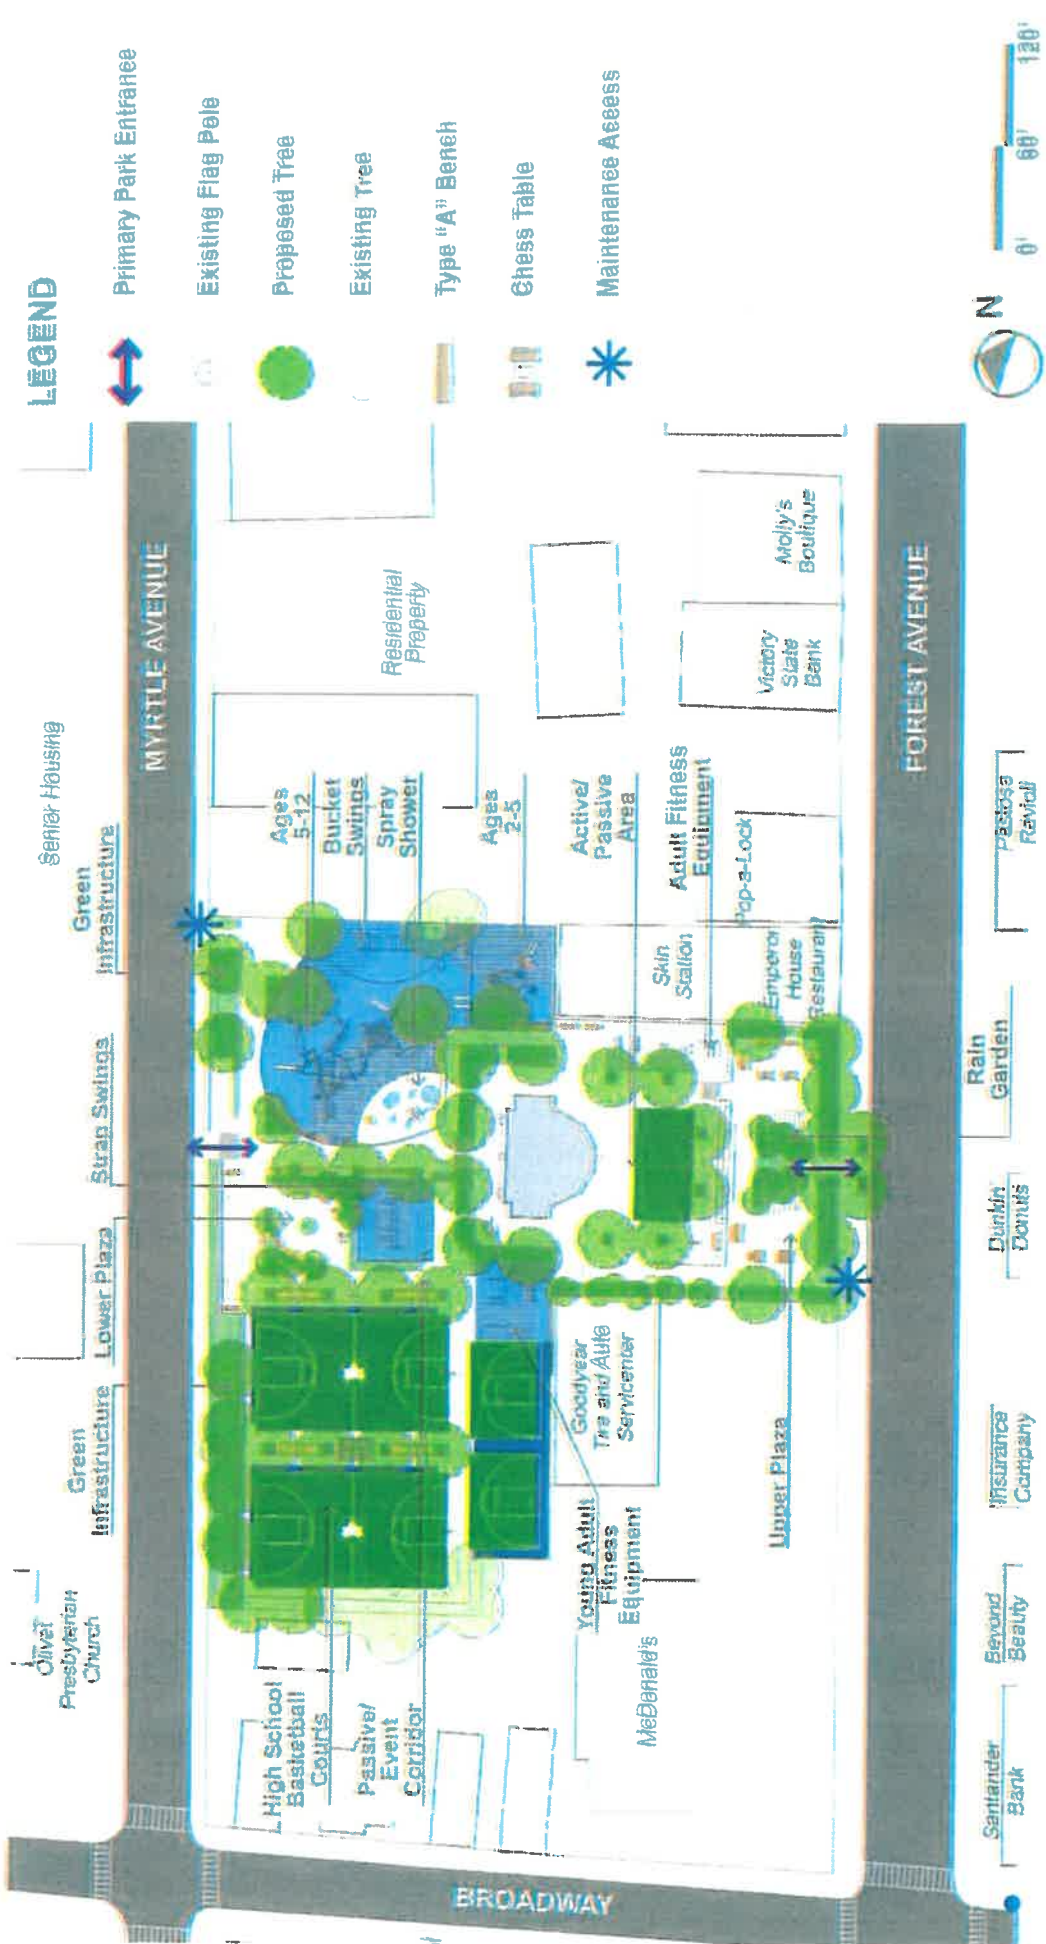 LEGEND
Primary Park Entrance
Existing Flag Pole
Proposed Tree
Existing Tree
Type "A" Bench
Chess Table
Maintenance Access
N
0'
60'
120'
Senior Housing
Olivet
Presbyterian
Church
Green
Infrastructure
Lower Plaza
Strap Swings
Green
Infrastructure
MYRTLE AVENUE
Ages
5-12
Bucket
Swings
Spray
Shower
Ages
2-5
Active/
Passive
Area
Adult Fitness
Equipment
Residential
Property
High School
Basketball
Courts
Passive/
Event
Corridor
Young Adult
Fitness
Equipment
McDonald's
Goodyear
Tire and Auto
Servicenter
Upper Plaza
Skin
Station
Pop-a-Lock
Emperor
House
Restaurant
Victory
State
Bank
Molly's
Boutique
BROADWAY
FOREST AVENUE
Santander
Bank
Beyond
Beauty
Insurance
Company
Dunkin
Donuts
Rain
Garden
Pastosa
Ravioli